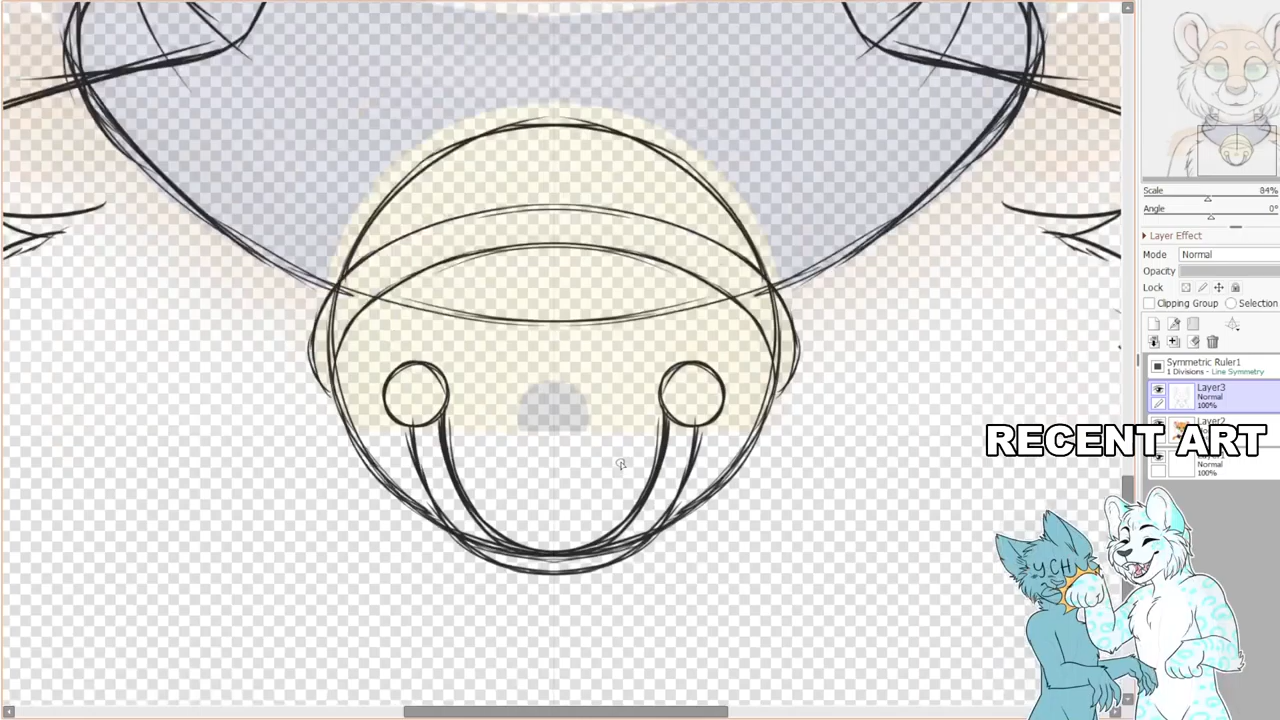 Scale 84%
Angle 0°
Layer Effect
Mode Normal
Opacity
Lock
Clipping Group Selection
Symmetric Ruler1
1 Divisions - Line Symmetry
Layer3
Normal
100%
Layer2
RECENT ART
Normal
100%
YCH